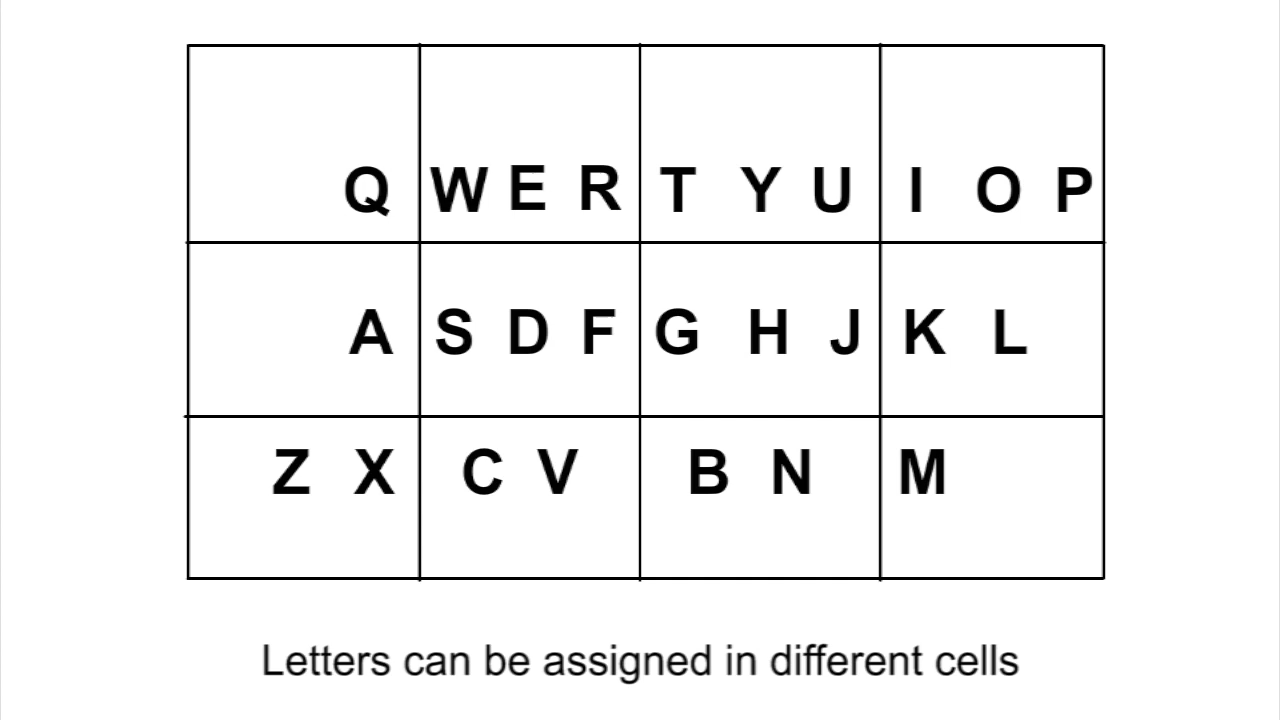 Q W E R T Y U I O P
A S D F G H J K L
Z X C V B N M
Letters can be assigned in different cells